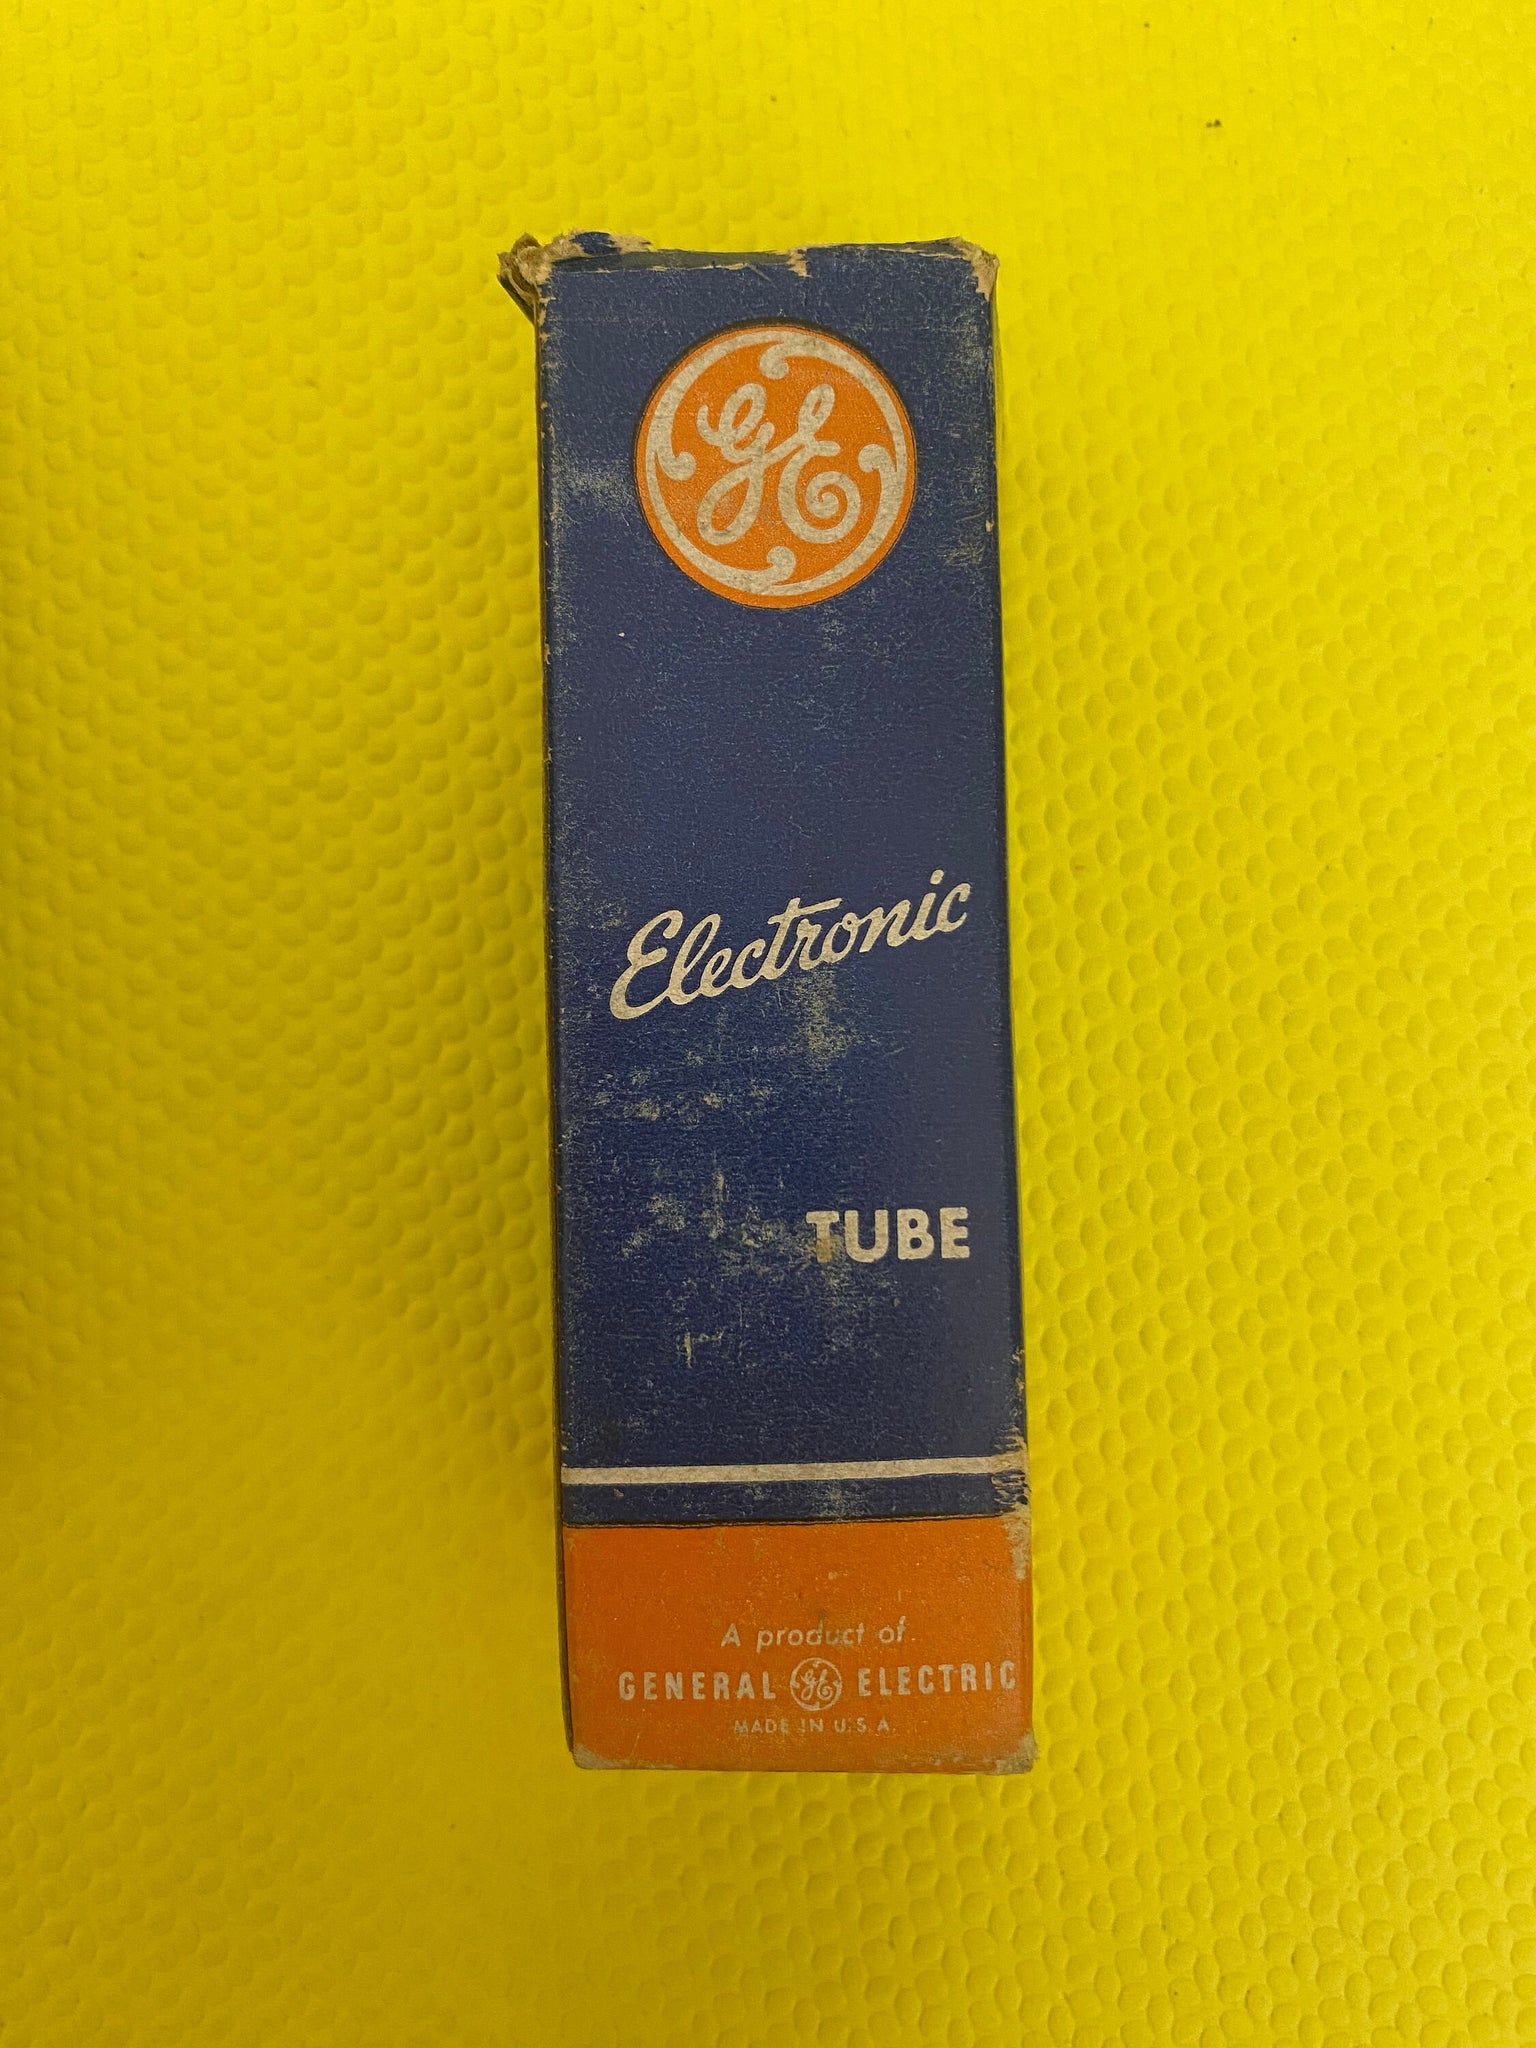 GE
Electronic
TUBE
A product of
GENERAL GE ELECTRIC
MADE IN U.S.A.